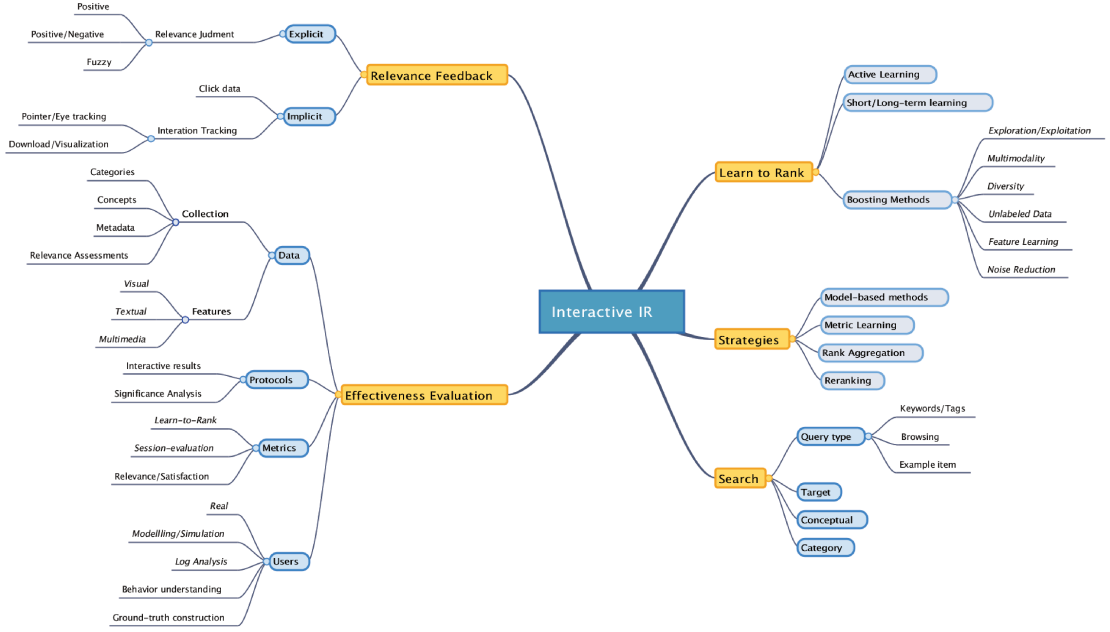 Interactive IR
Relevance Feedback
Explicit
Relevance Judment
Positive
Positive/Negative
Fuzzy
Implicit
Click data
Interation Tracking
Pointer/Eye tracking
Download/Visualization
Effectiveness Evaluation
Data
Collection
Categories
Concepts
Metadata
Relevance Assessments
Features
Visual
Textual
Multimedia
Protocols
Interactive results
Significance Analysis
Metrics
Learn-to-Rank
Session-evaluation
Relevance/Satisfaction
Users
Real
Modelling/Simulation
Log Analysis
Behavior understanding
Ground-truth construction
Learn to Rank
Active Learning
Short/Long-term learning
Boosting Methods
Exploration/Exploitation
Multimodality
Diversity
Unlabeled Data
Feature Learning
Noise Reduction
Strategies
Model-based methods
Metric Learning
Rank Aggregation
Reranking
Search
Query type
Keywords/Tags
Browsing
Example item
Target
Conceptual
Category